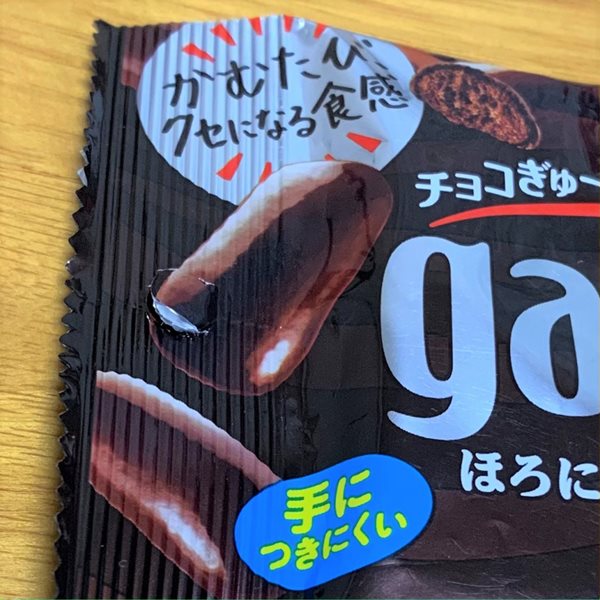 かむたび、
クセになる食感
チョコぎゅー
ga
ほろに
手に
つきにくい